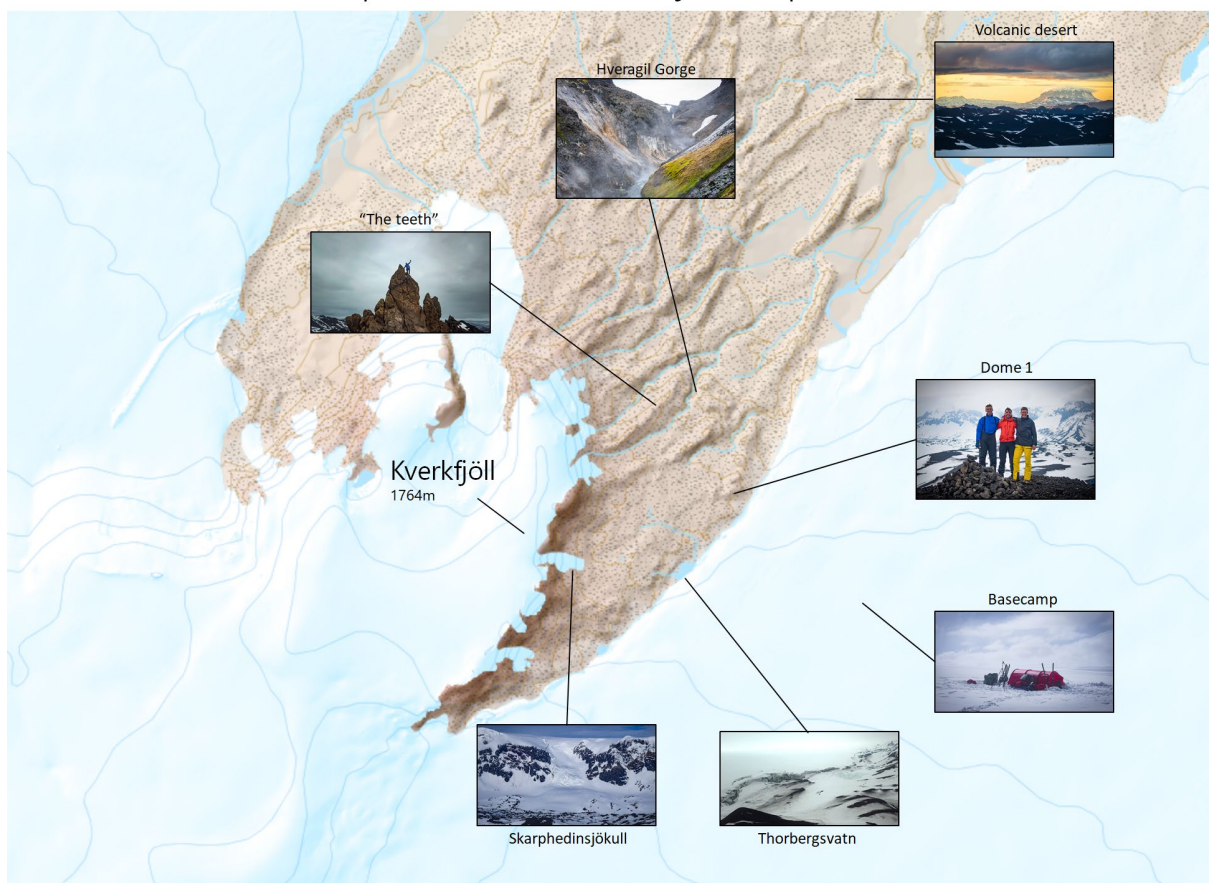 Volcanic desert
Hveragil Gorge
“The teeth”
Dome 1
Kverkfjöll
1764m
Basecamp
Skarphedinsjökull
Thorbergsvatn